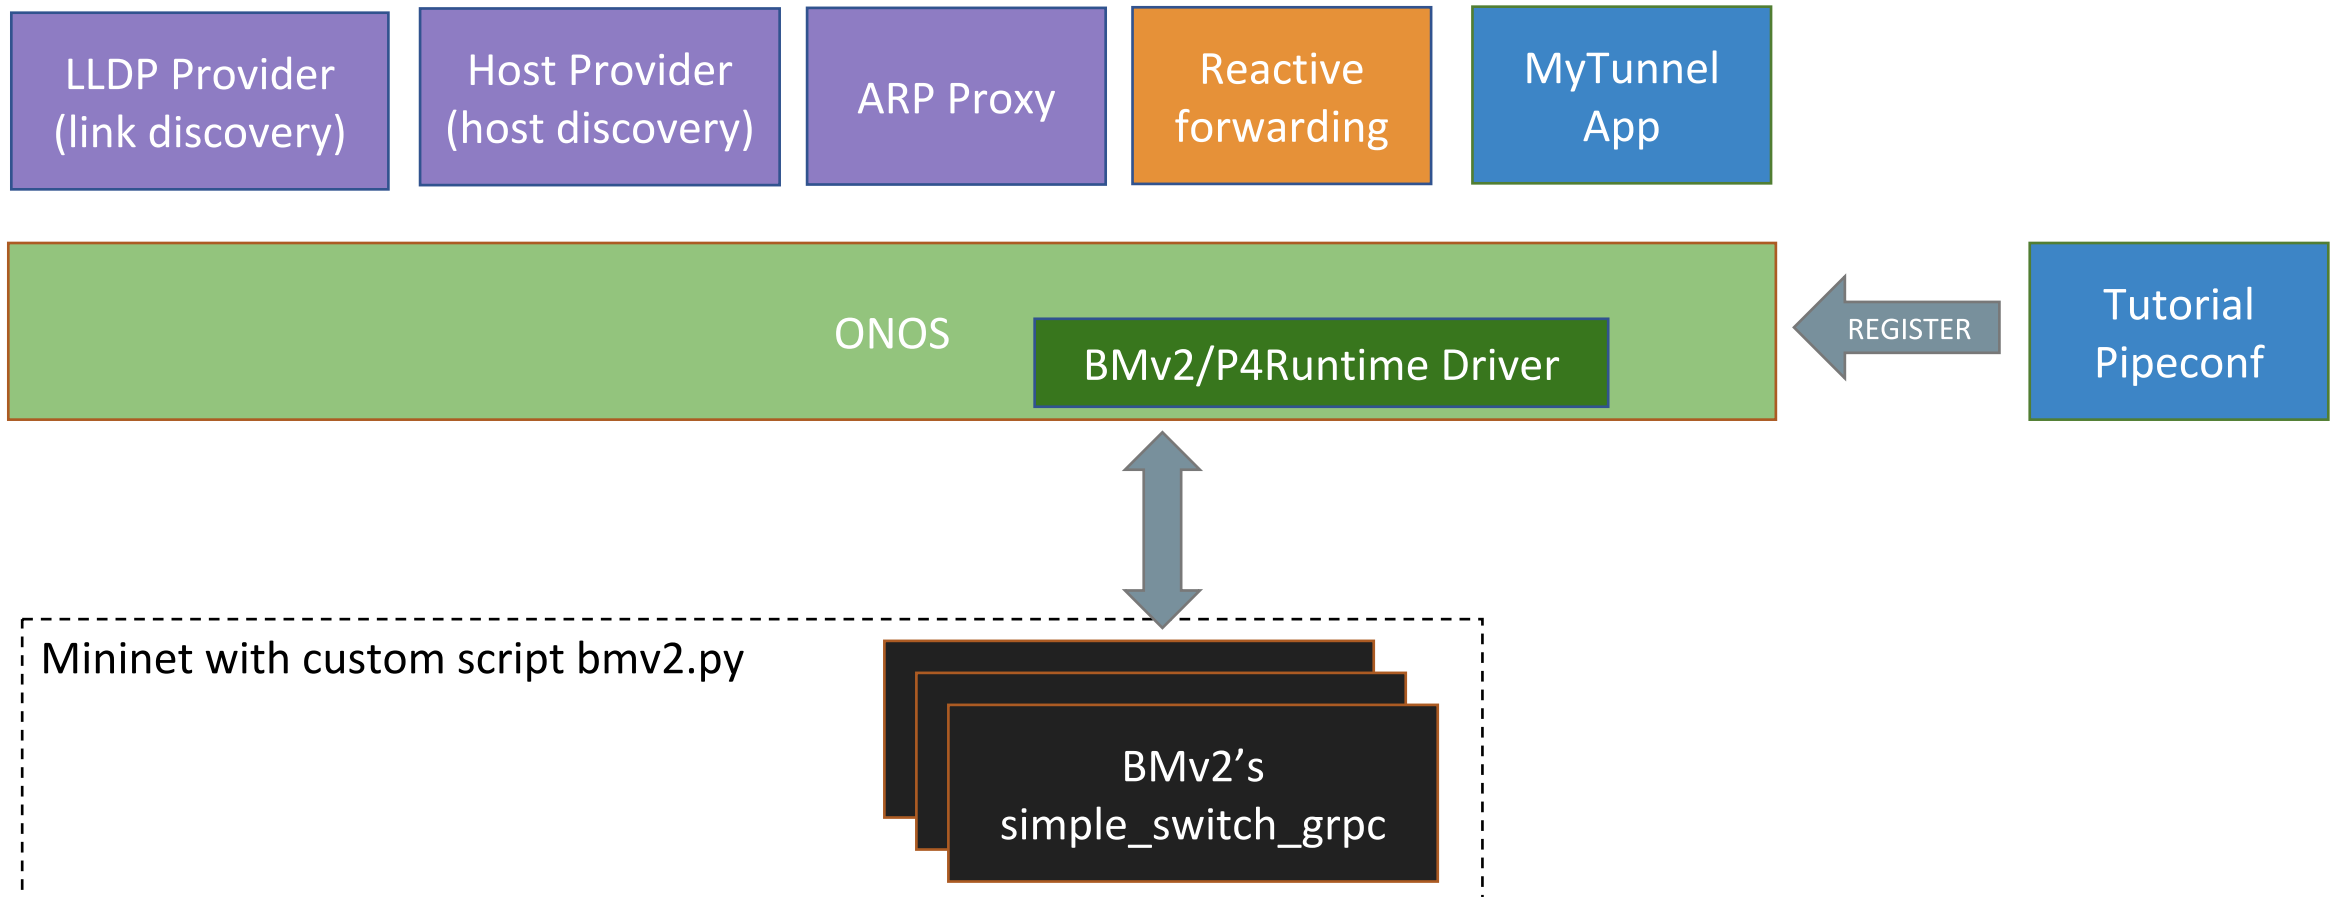 LLDP Provider
(link discovery)
Host Provider
(host discovery)
ARP Proxy
Reactive
forwarding
MyTunnel
App
ONOS
BMv2/P4Runtime Driver
REGISTER
Tutorial
Pipeconf
Mininet with custom script bmv2.py
BMv2’s
simple_switch_grpc